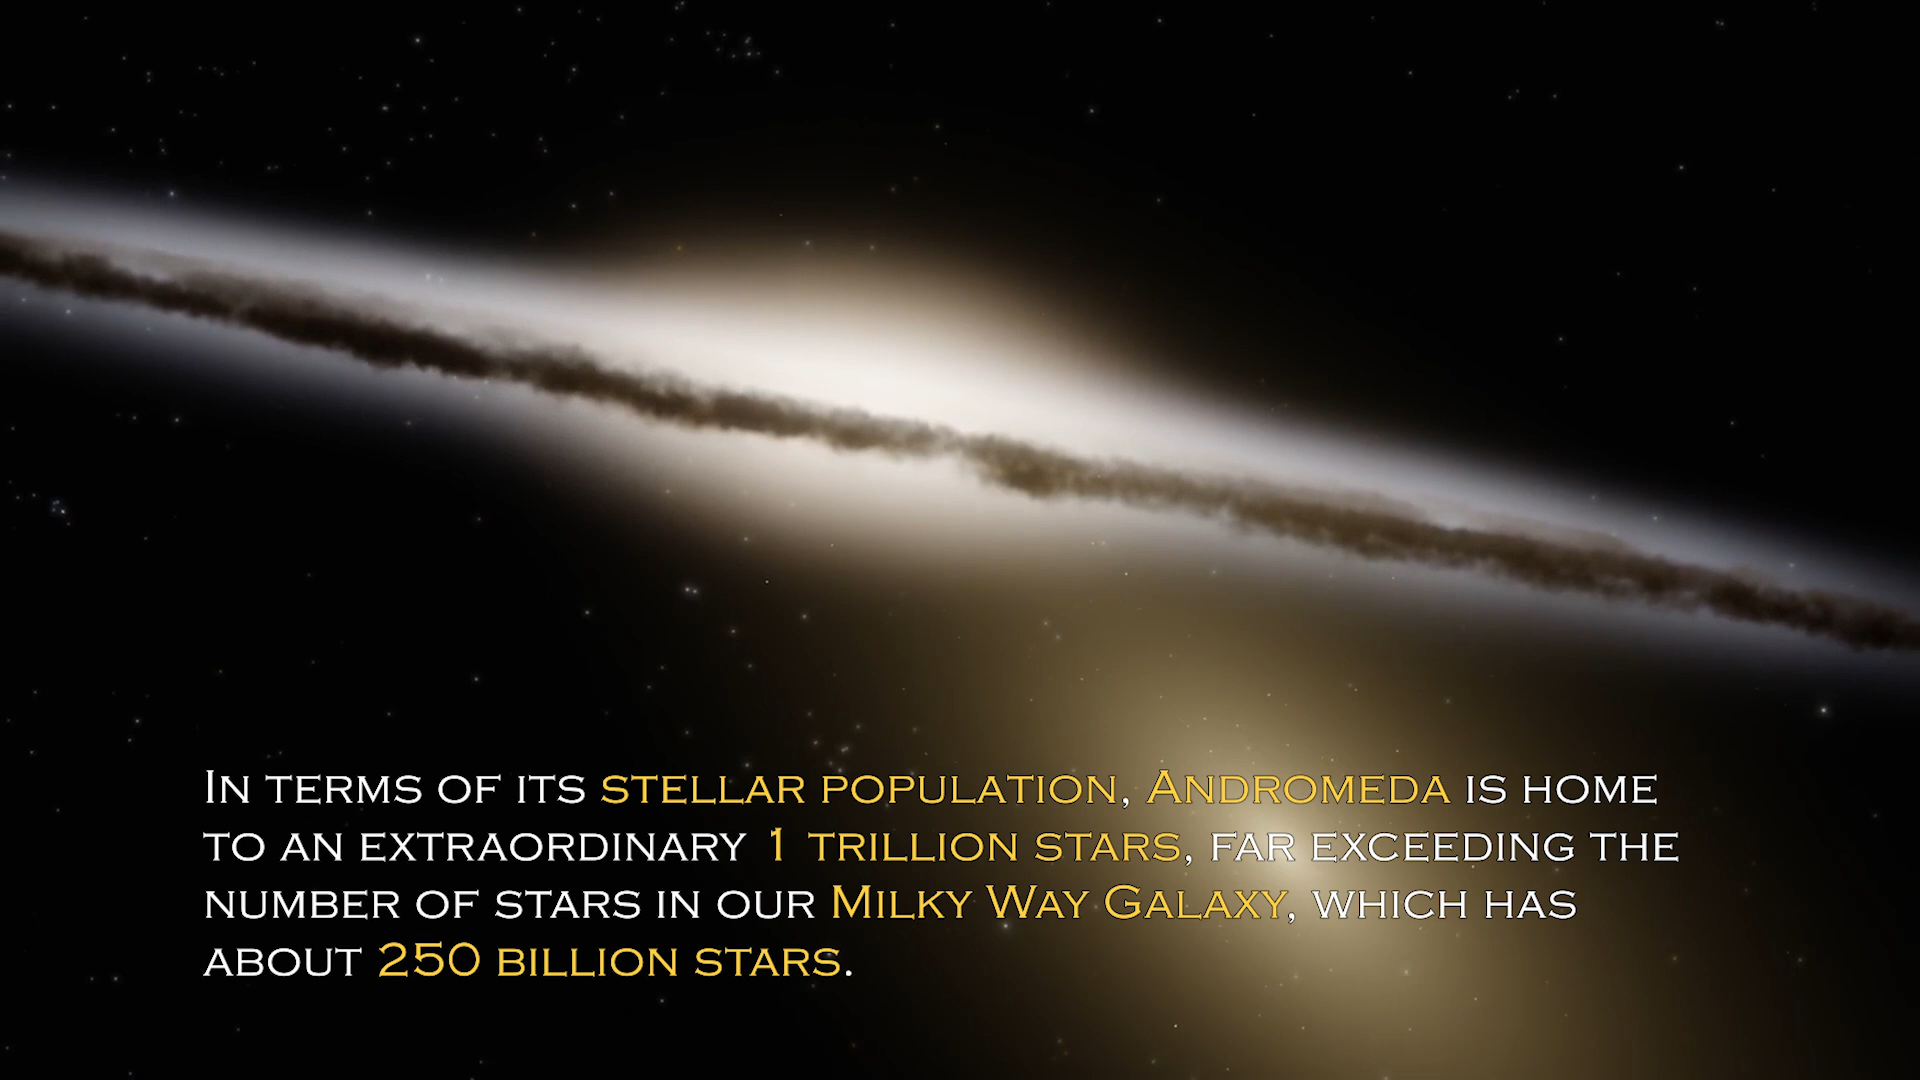 In terms of its stellar population, Andromeda is home
to an extraordinary 1 trillion stars, far exceeding the
number of stars in our Milky Way Galaxy, which has
about 250 billion stars.